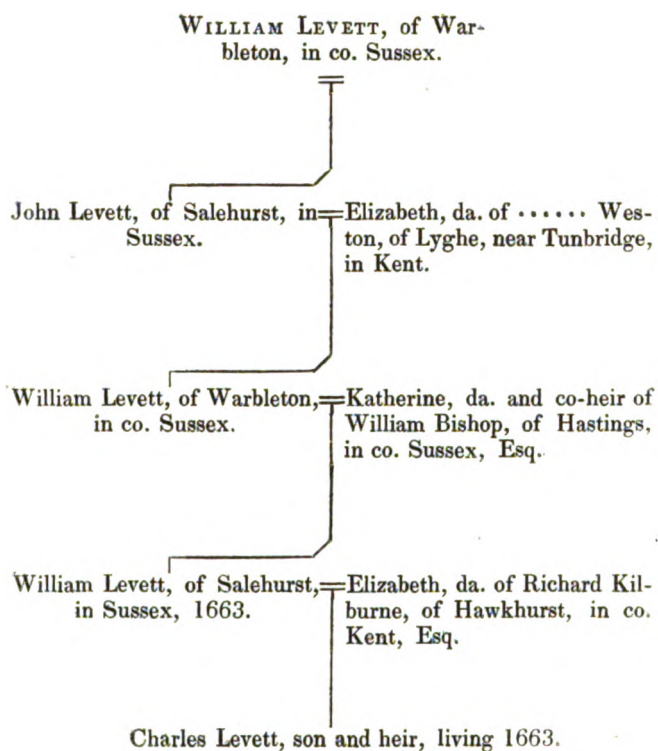 WILLIAM LEVETT, of War-
bleton, in co. Sussex.
John Levett, of Salehurst, in
Sussex.
Elizabeth, da. of ...... Wes-
ton, of Lyghe, near Tunbridge,
in Kent.
William Levett, of Warbleton,
in co. Sussex.
Katherine, da. and co-heir of
William Bishop, of Hastings,
in co. Sussex, Esq.
William Levett, of Salehurst,
in Sussex, 1663.
Elizabeth, da. of Richard Kil-
burne, of Hawkhurst, in co.
Kent, Esq.
Charles Levett, son and heir, living 1663.